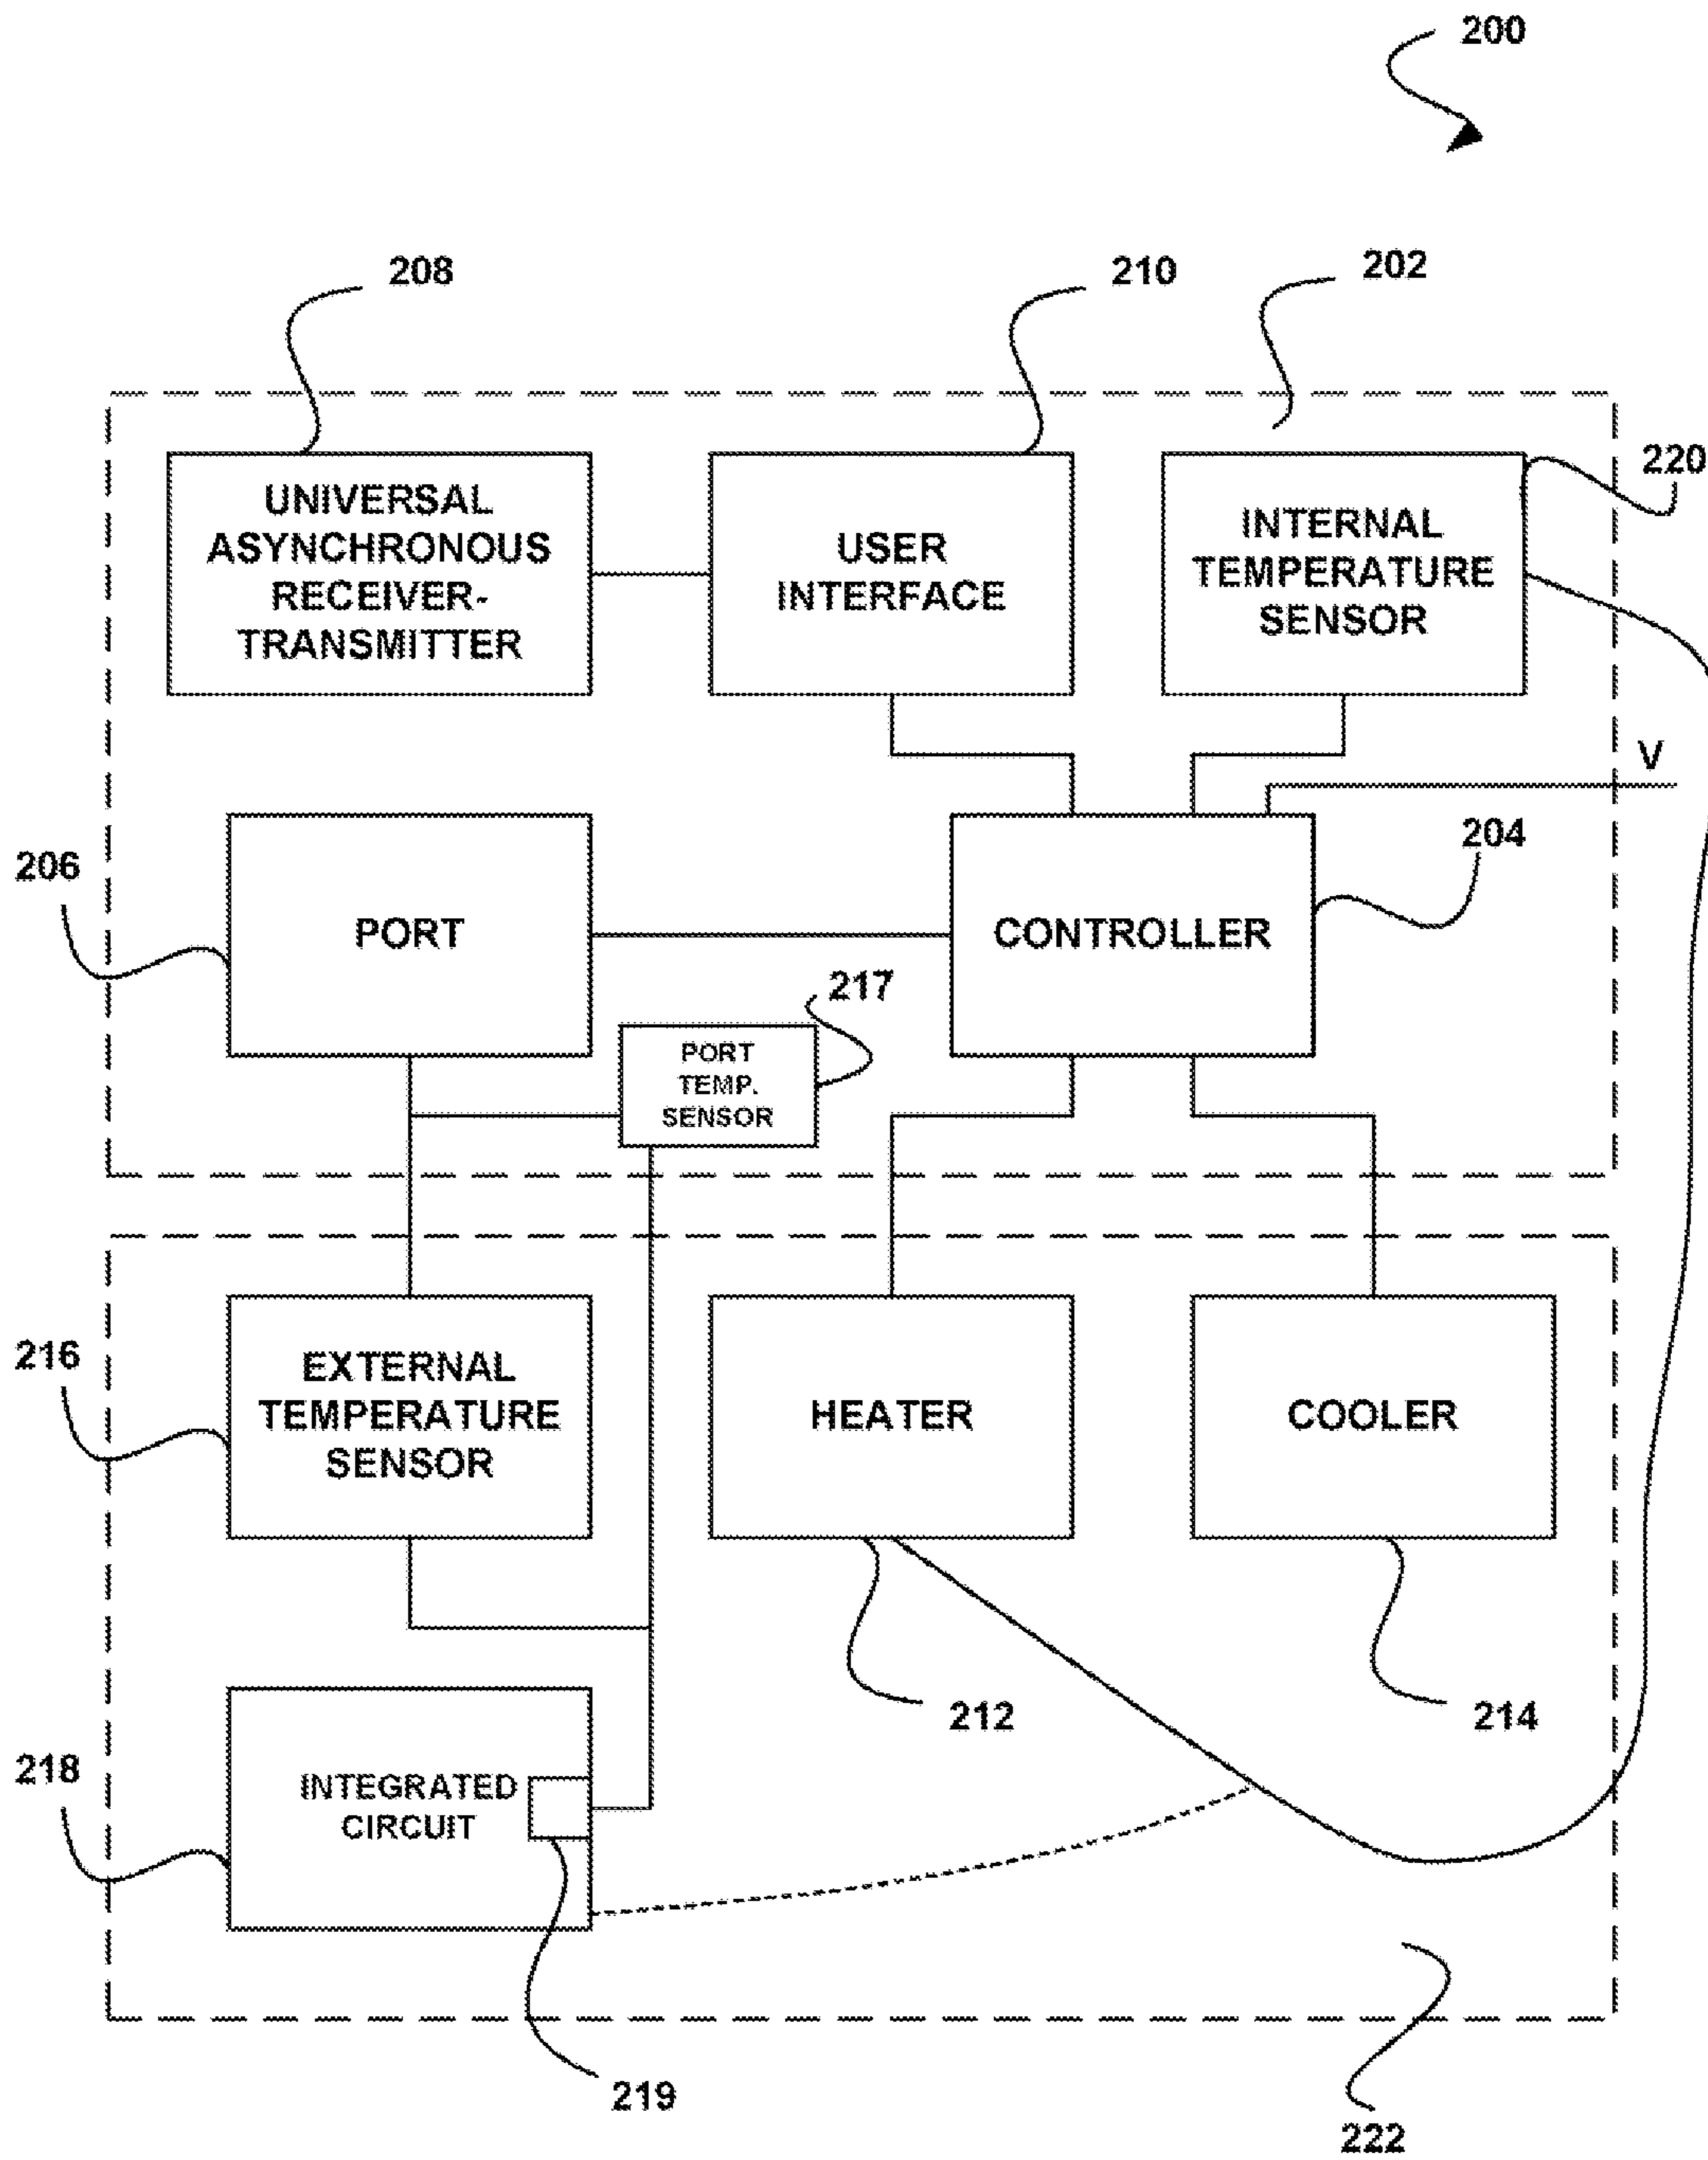 200
208
210
202
220
UNIVERSAL
ASYNCHRONOUS
RECEIVER-
TRANSMITTER
USER
INTERFACE
INTERNAL
TEMPERATURE
SENSOR
V
206
PORT
CONTROLLER
204
217
PORT
TEMP.
SENSOR
216
EXTERNAL
TEMPERATURE
SENSOR
HEATER
COOLER
212
214
218
INTEGRATED
CIRCUIT
219
222